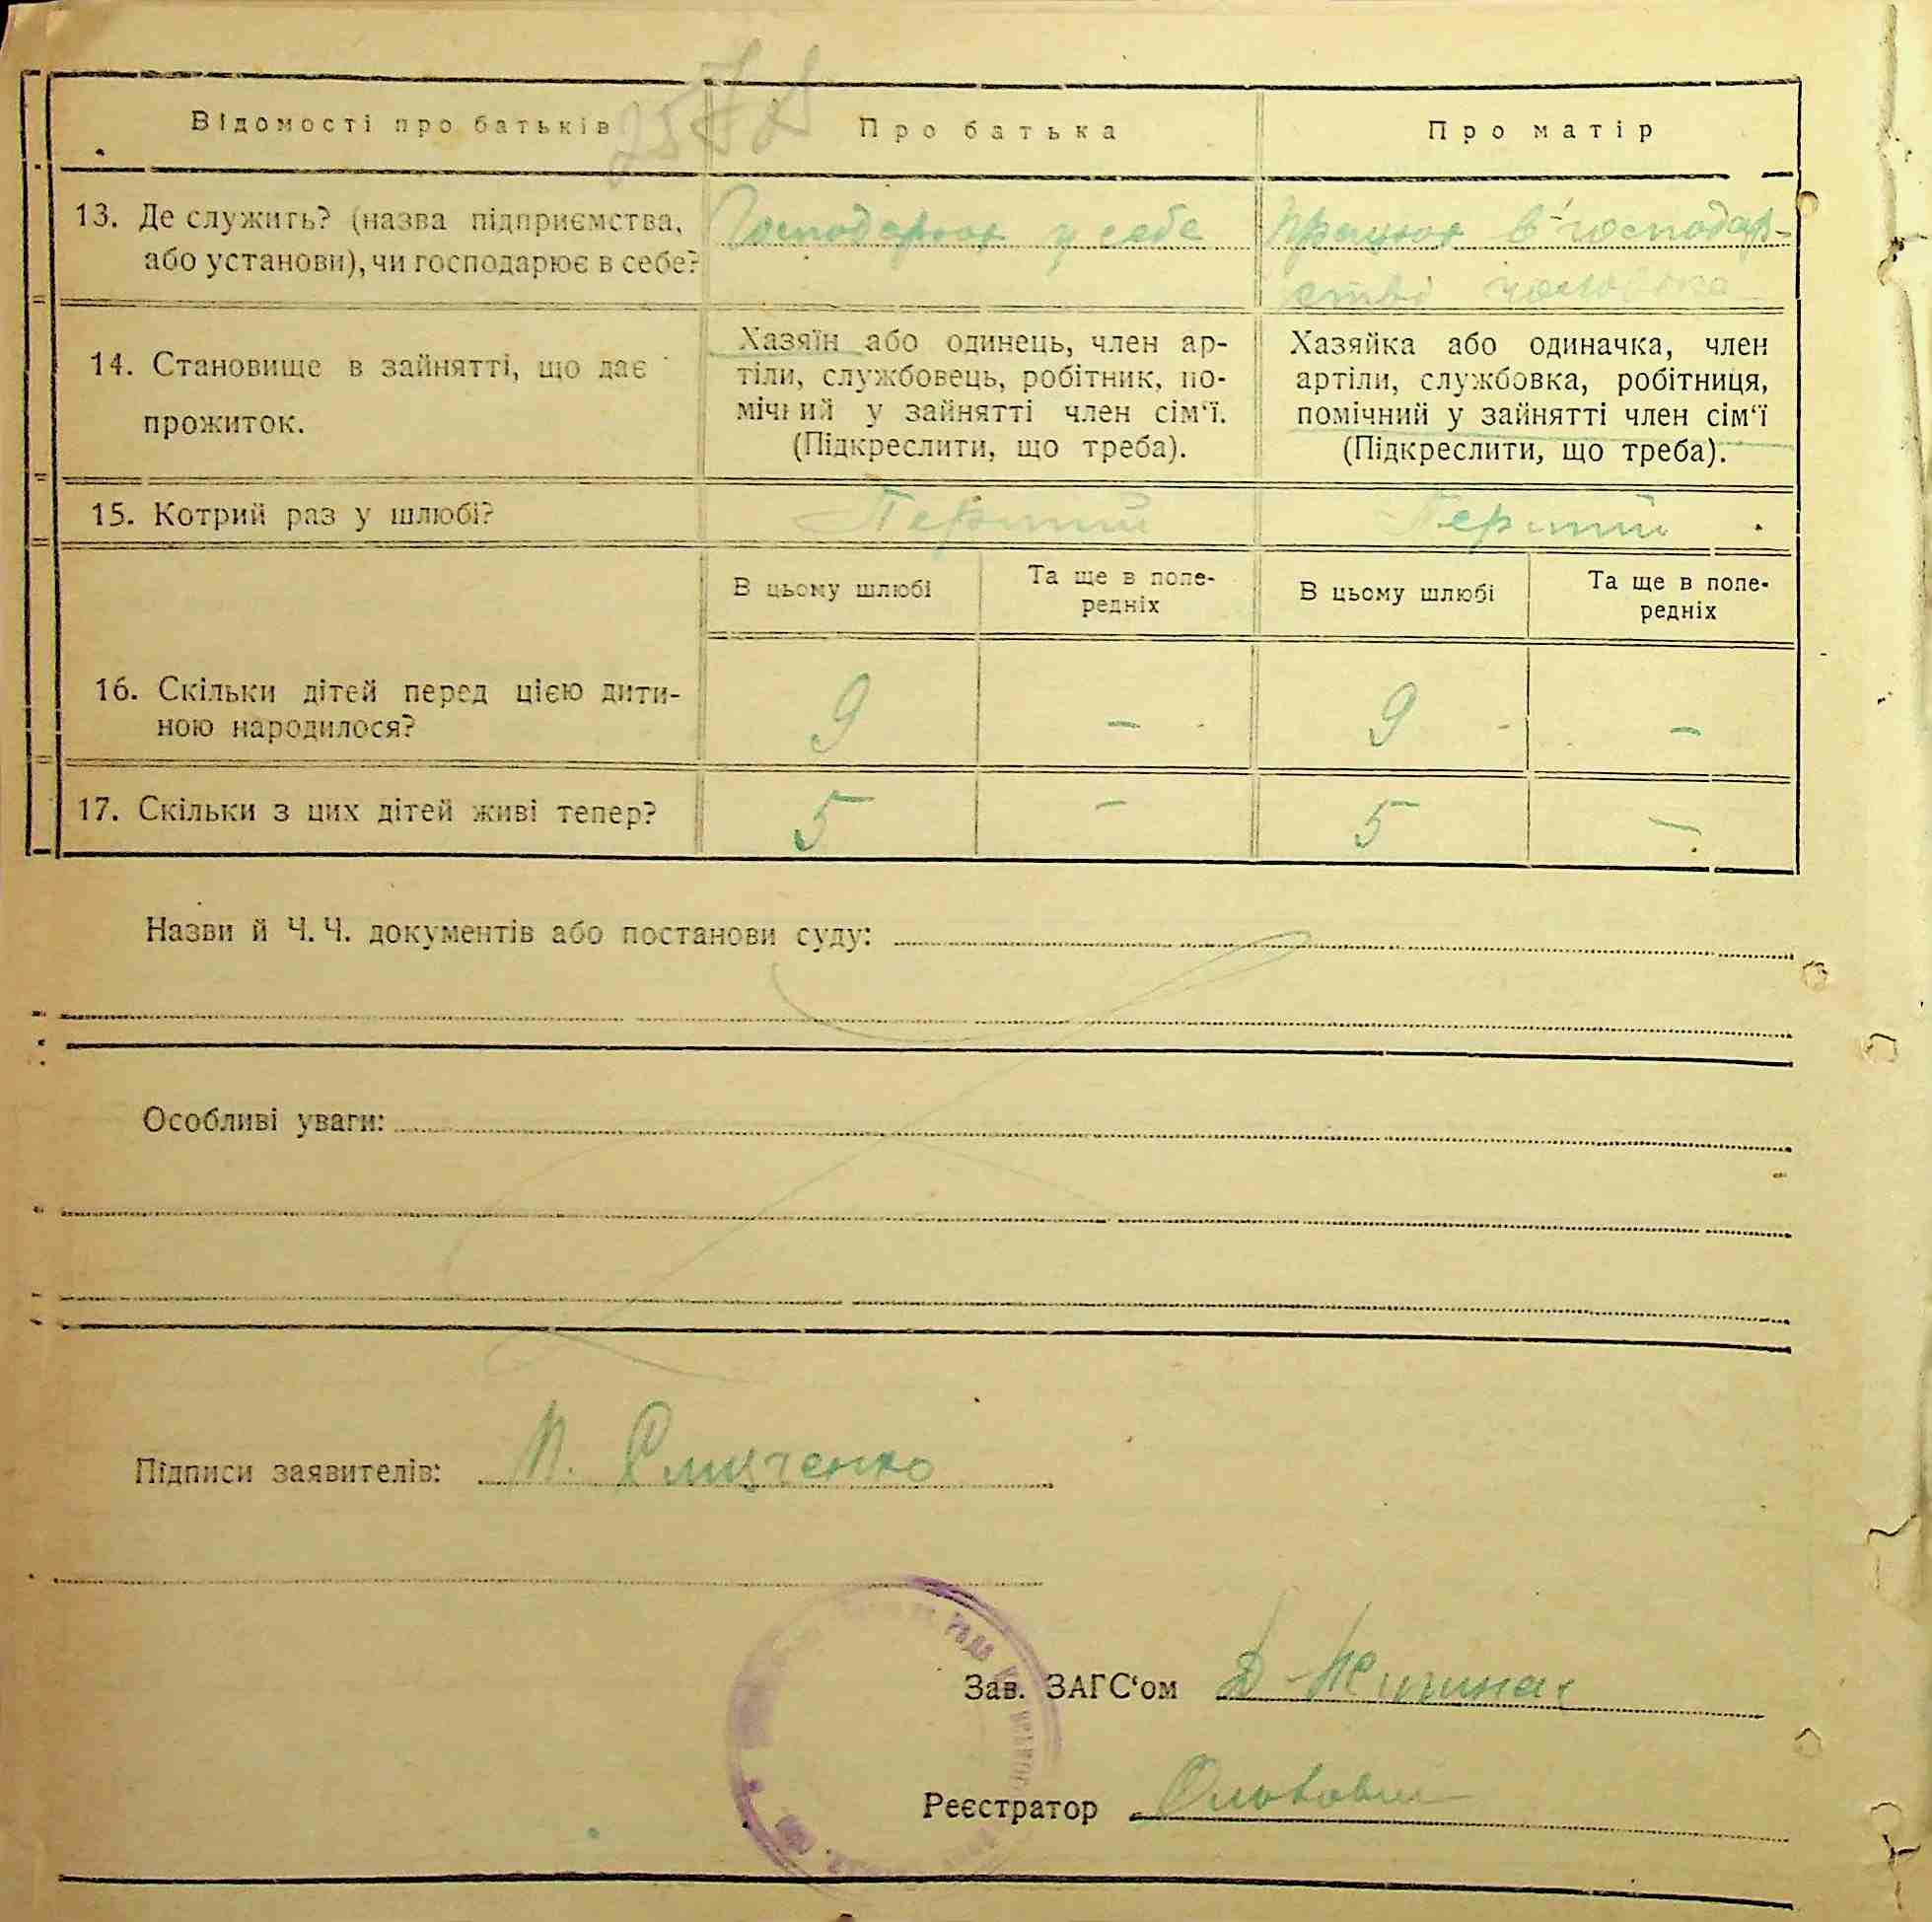 Відомості про батьків
Про батька
Про матір
13. Де служить? (назва підприємства,
або установи), чи господарює в себе?
Господарює у себе
Працює в господар-
стві чоловіка
14. Становище в зайнятті, що дає
прожиток.
Хазяїн або одинець, член ар-
тіли, службовець, робітник, по-
мічний у зайнятті член сім'ї.
(Підкреслити, що треба).
Хазяйка або одиначка, член
артіли, службовка, робітниця,
помічний у зайнятті член сім'ї
(Підкреслити, що треба).
15. Котрий раз у шлюбі?
Перший
Перший
В цьому шлюбі
Та ще в попе-
редніх
В цьому шлюбі
Та ще в попе-
редніх
16. Скільки дітей перед цією дити-
ною народилося?
9
–
9
–
17. Скільки з цих дітей живі тепер?
5
–
5
–
Назви й Ч. Ч. документів або постанови суду:
Особливі уваги:
Підписи заявителів:
Зав. ЗАГС'ом
Реєстратор